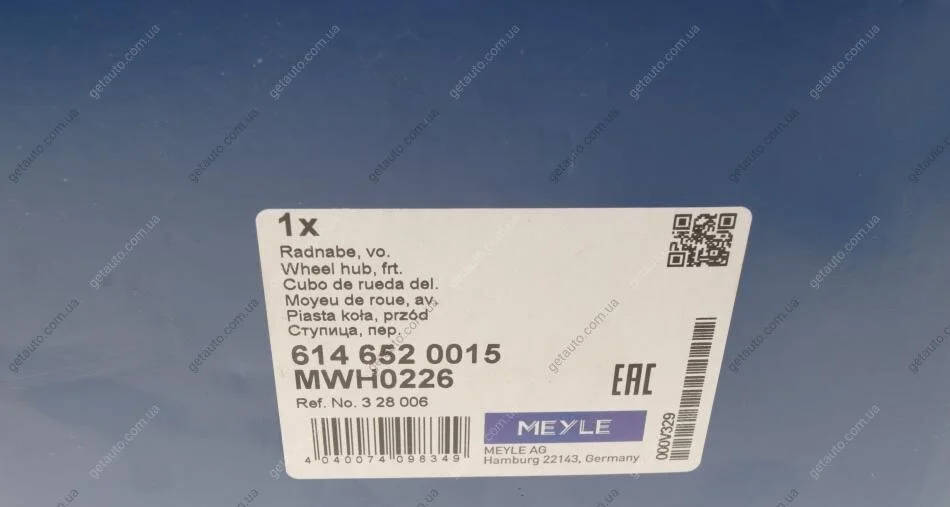 1x
Radnabe, vo.
Wheel hub, frt.
Cubo de rueda del.
Moyeu de roue, av.
Piasta koła, przód
Ступица, пер.
614 652 0015
MWH0226
Ref. No. 3 28 006
EAC
MEYLE
MEYLE AG
Hamburg 22143, Germany
4 040074 098349
000V329
getauto.com.ua